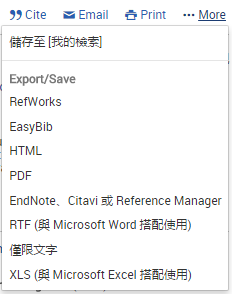 Cite Email Print ••• More
儲存至 [我的檢索]
Export/Save
RefWorks
EasyBib
HTML
PDF
EndNote、Citavi 或 Reference Manager
RTF (與 Microsoft Word 搭配使用)
僅限文字
XLS (與 Microsoft Excel 搭配使用)